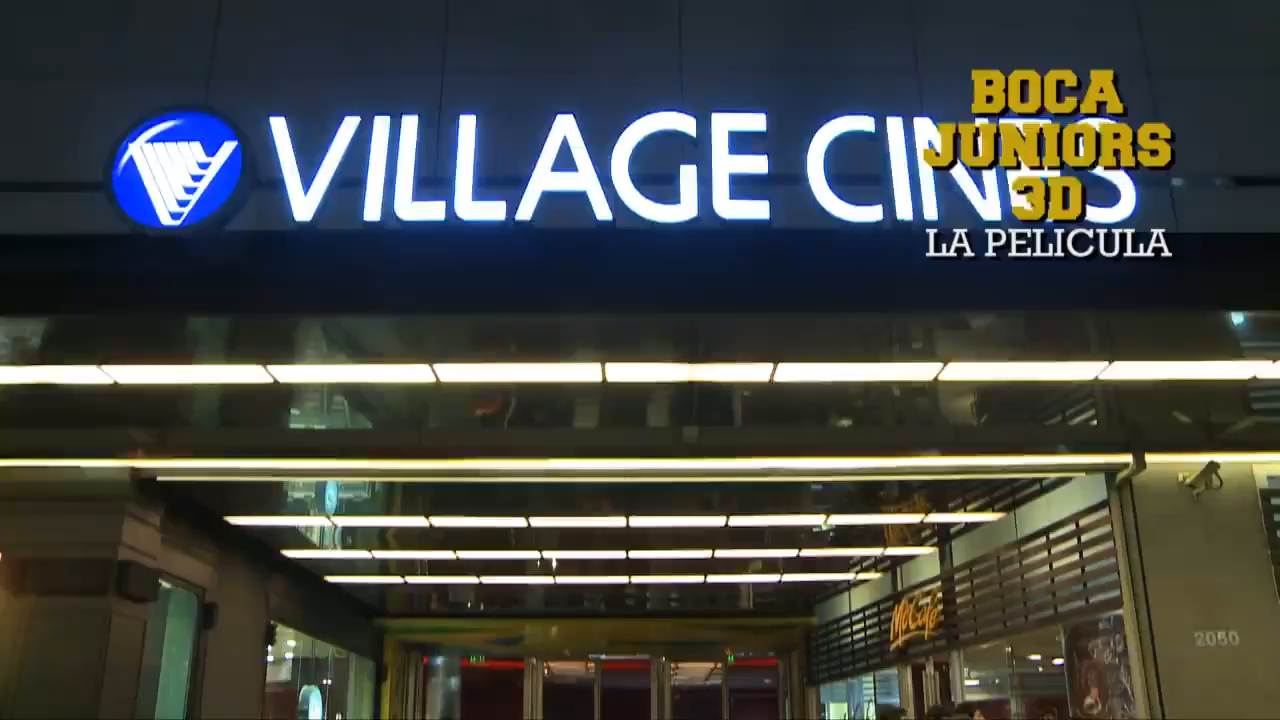 VILLAGE CINES
BOCA
JUNIORS
3D
LA PELICULA
McCafé
2050